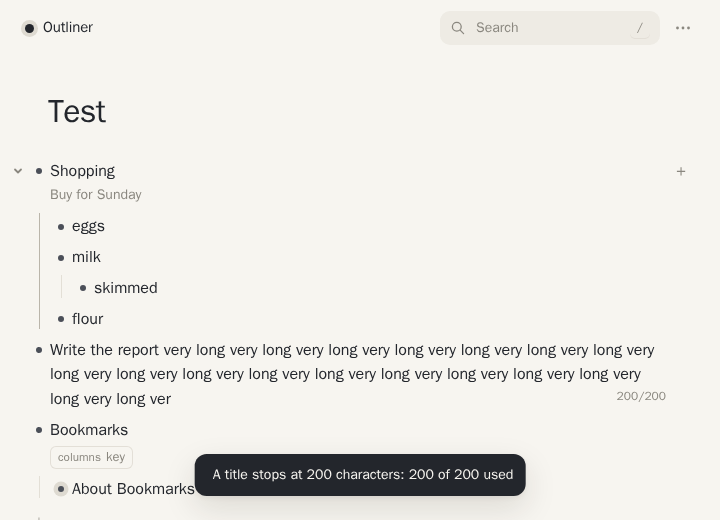 Outliner
Search /
Test
Shopping
Buy for Sunday
eggs
milk
skimmed
flour
Write the report very long very long very long very long very long very long very long very
long very long very long very long very long very long very long very long very long very
long very long ver
200/200
Bookmarks
columns key
A title stops at 200 characters: 200 of 200 used
About Bookmarks